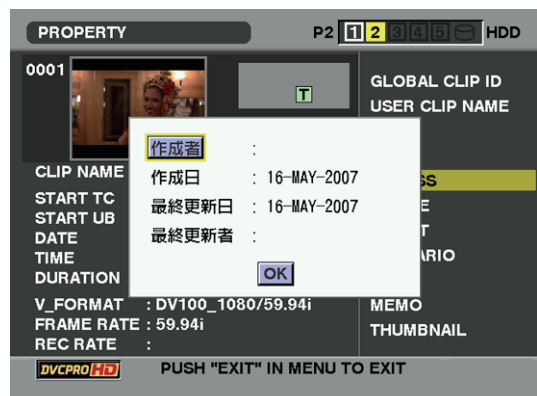 PROPERTY
P2 1 2 3 4 5 HDD
0001
T
GLOBAL CLIP ID
USER CLIP NAME
作成者 :
作成日 : 16-MAY-2007
最終更新日 : 16-MAY-2007
最終更新者 :
OK
CLIP NAME
START TC
START UB
DATE
TIME
DURATION
V_FORMAT : DV100_1080/59.94i
FRAME RATE : 59.94i
REC RATE :
SS
E
T
ARIO
MEMO
THUMBNAIL
DVCPRO HD
PUSH "EXIT" IN MENU TO EXIT